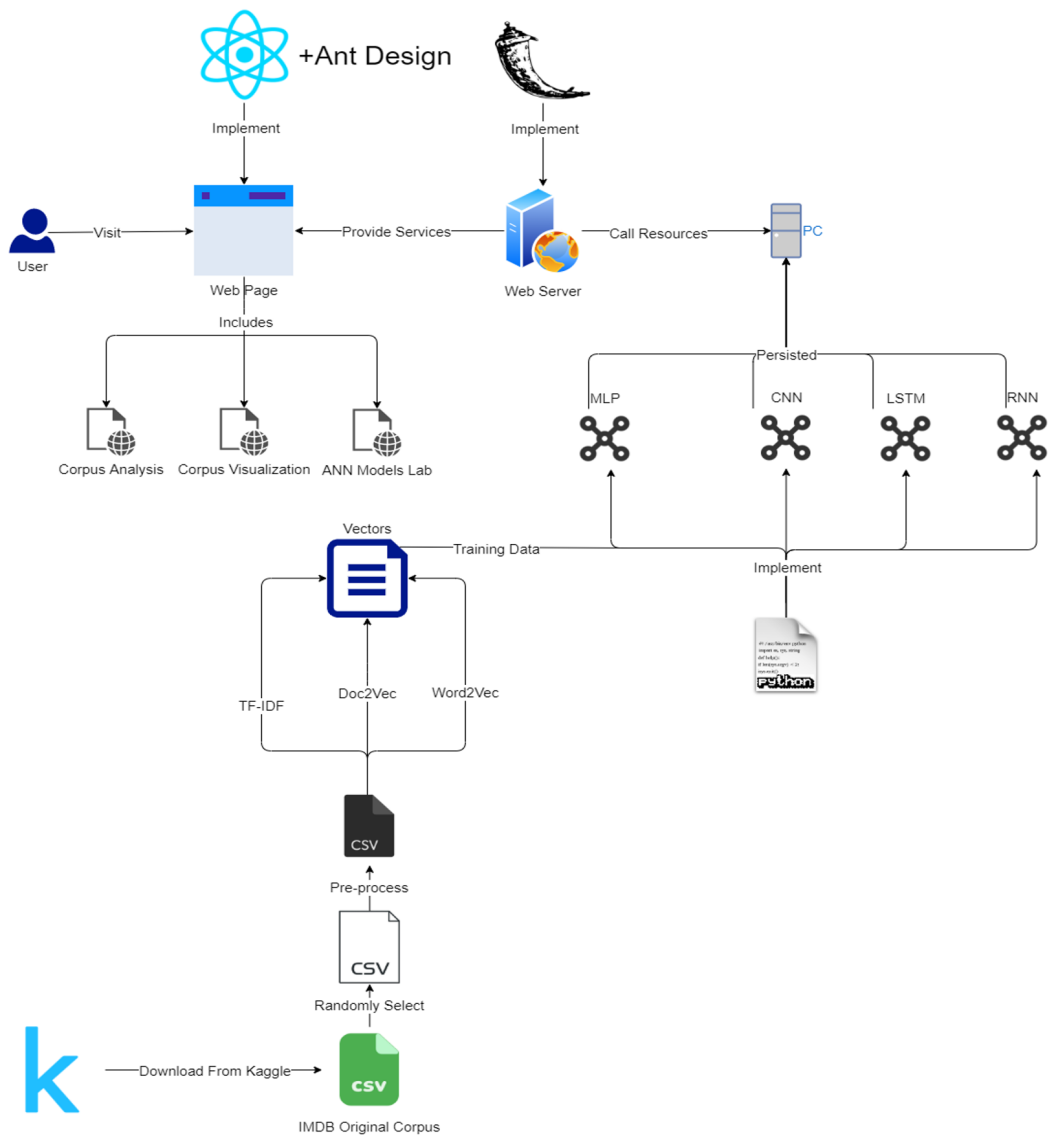 +Ant Design
Implement
Implement
User
Visit
Provide Services
Call Resources
PC
Web Page
Web Server
Includes
Corpus Analysis
Corpus Visualization
ANN Models Lab
Persisted
MLP
CNN
LSTM
RNN
Vectors
Training Data
Implement
python
TF-IDF
Doc2Vec
Word2Vec
CSV
Pre-process
CSV
Randomly Select
k
Download From Kaggle
CSV
IMDB Original Corpus